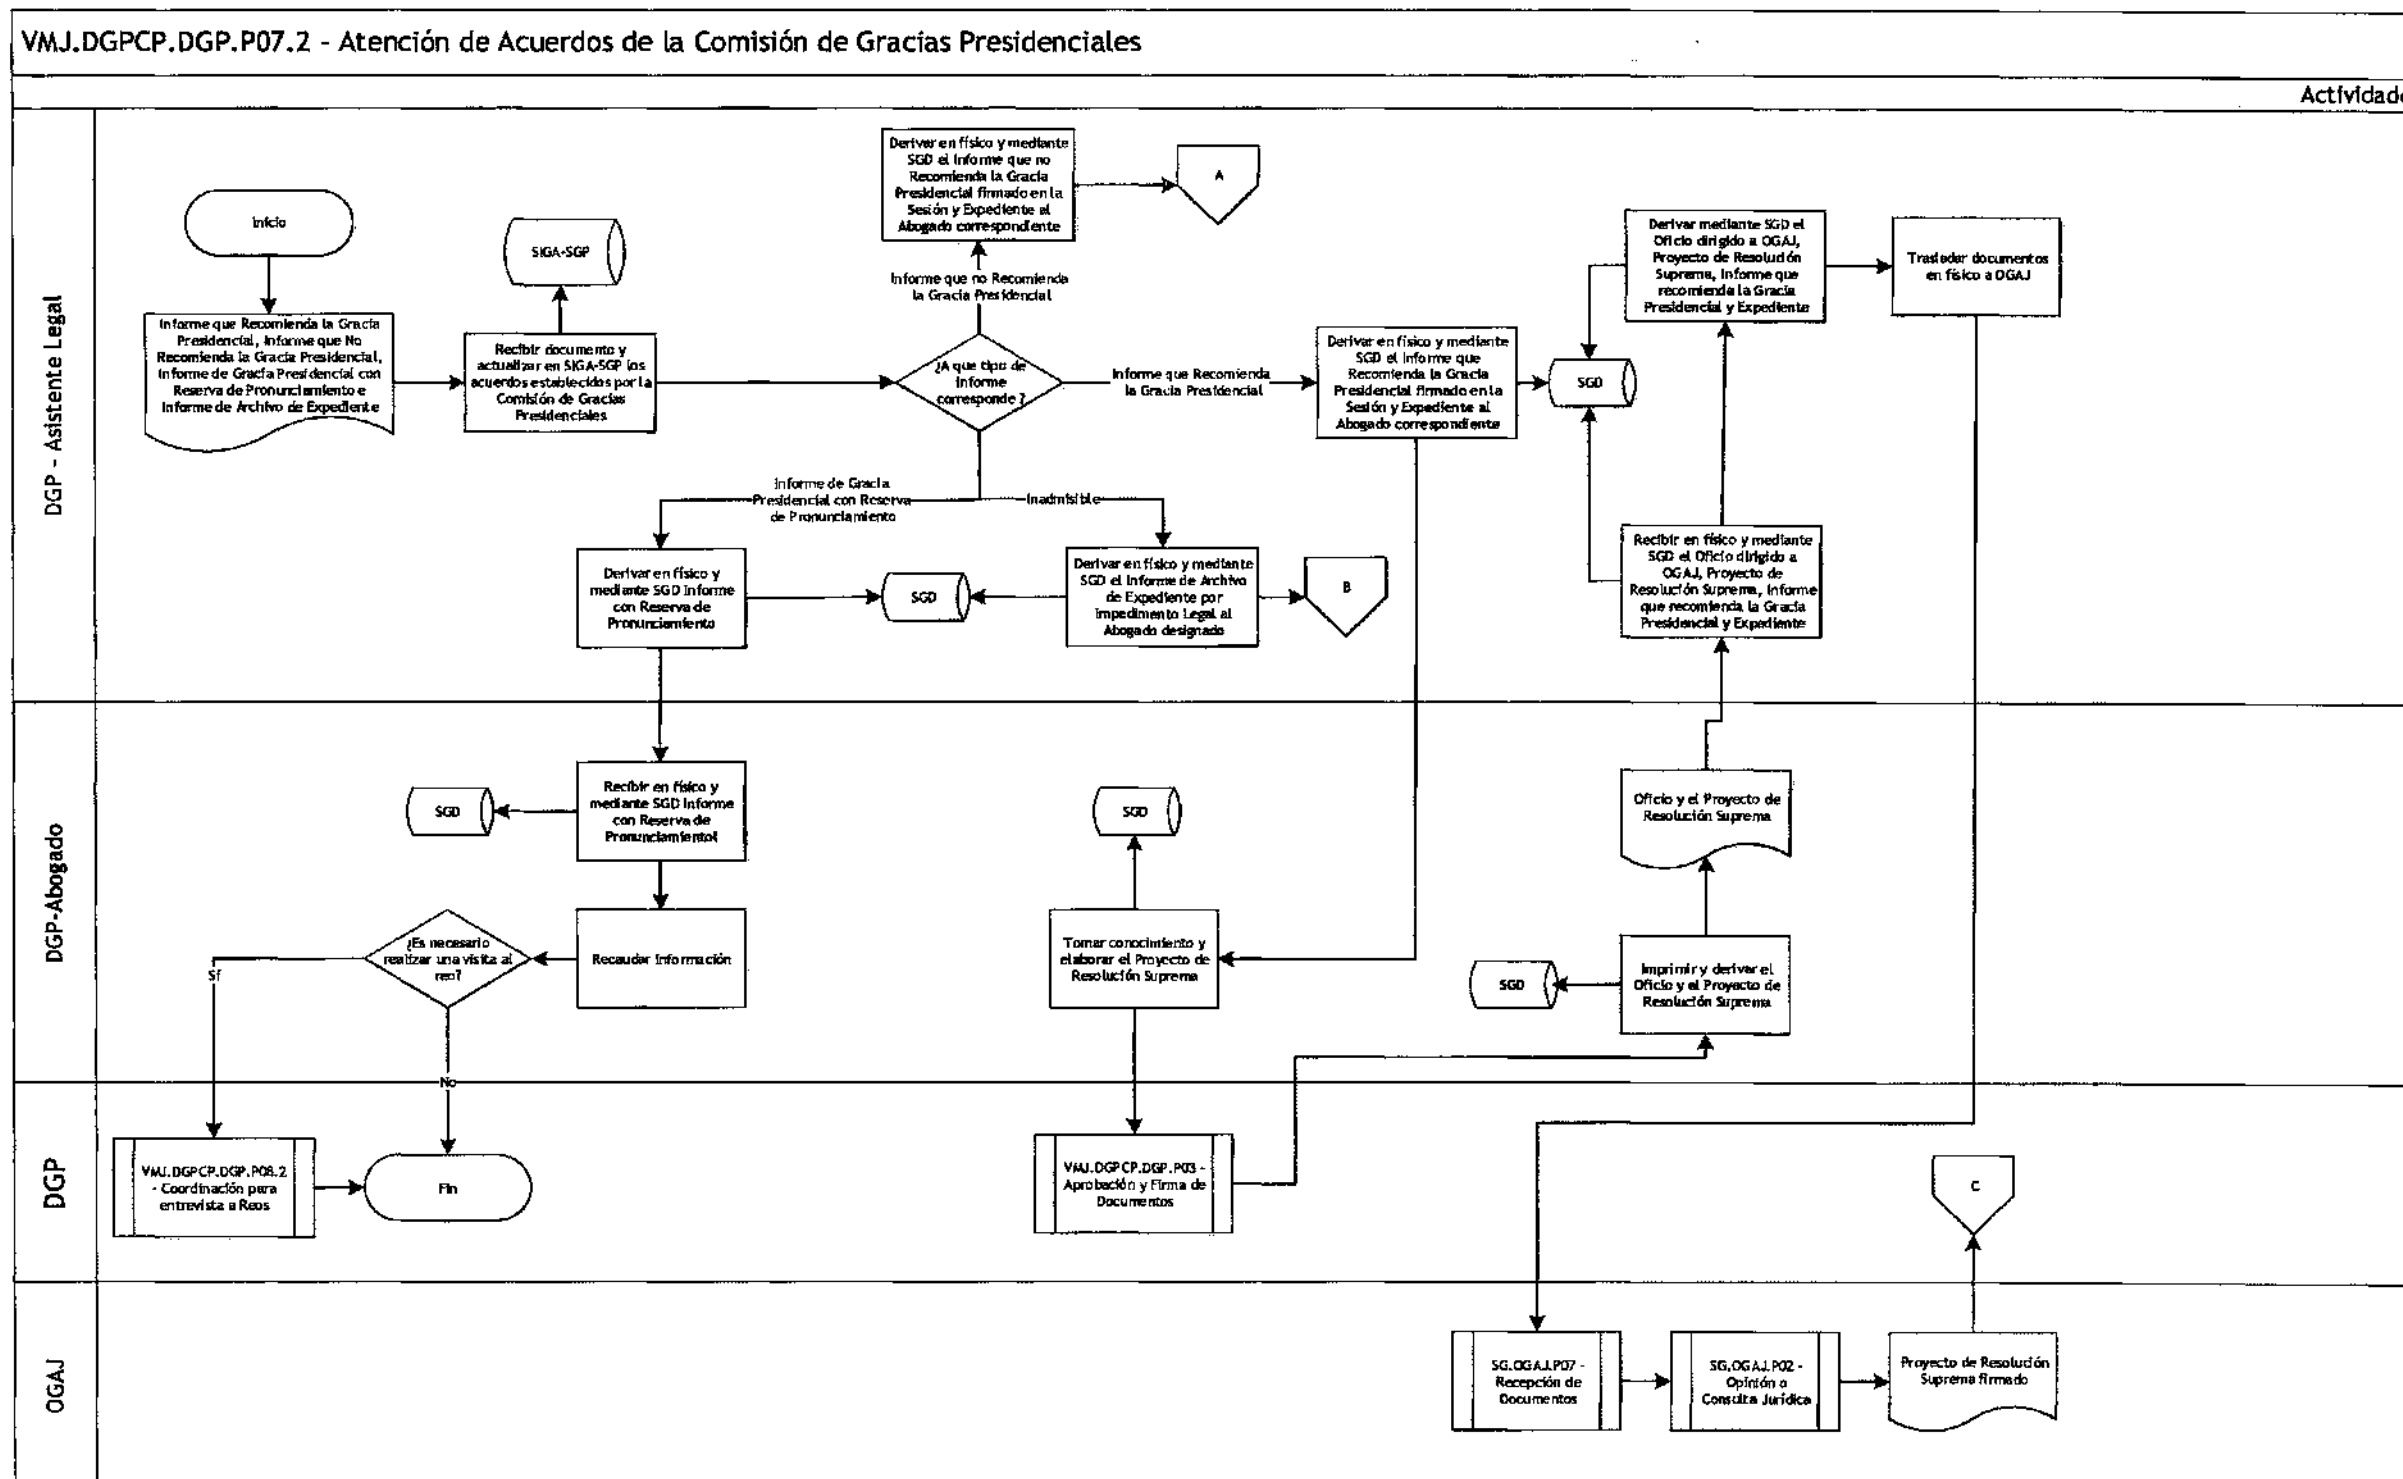 VMJ.DGPCP.DGP.P07.2 - Atención de Acuerdos de la Comisión de Gracias Presidenciales
Actividade
DGP - Asistente Legal
Inicio
Informe que Recomienda la Gracia
Presidencial, Informe que No
Recomienda la Gracia Presidencial,
Informe de Gracia Presidencial con
Reserva de Pronunciamiento e
Informe de Archivo de Expediente
SIGA-SGP
Recibir documento y
actualizar en SIGA-SGP los
acuerdos establecidos por la
Comisión de Gracias
Presidenciales
Derivar en físico y mediante
SGD el Informe que no
Recomienda la Gracia
Presidencial firmado en la
Sesión y Expediente al
Abogado correspondiente
A
Informe que no Recomienda
la Gracia Presidencial
¿A que tipo de
informe
corresponde ?
Informe que Recomienda
la Gracia Presidencial
Derivar en físico y mediante
SGD el Informe que
Recomienda la Gracia
Presidencial firmado en la
Sesión y Expediente al
Abogado correspondiente
SGD
Derivar mediante SGD el
Oficio dirigido a OGAJ,
Proyecto de Resolución
Suprema, Informe que
recomienda la Gracia
Presidencial y Expediente
Trasladar documentos
en físico a OGAJ
Informe de Gracia
Presidencial con Reserva
de Pronunciamiento
Inadmisible
Derivar en físico y
mediante SGD Informe
con Reserva de
Pronunciamiento
SGD
Derivar en físico y mediante
SGD el Informe de Archivo
de Expediente por
Impedimento Legal al
Abogado designado
B
Recibir en físico y mediante
SGD el Oficio dirigido a
OGAJ, Proyecto de
Resolución Suprema, Informe
que recomienda la Gracia
Presidencial y Expediente
DGP-Abogado
SGD
Recibir en físico y
mediante SGD Informe
con Reserva de
Pronunciamientol
SGD
Oficio y el Proyecto de
Resolución Suprema
¿Es necesario
realizar una visita al
reo?
Sí
No
Recaudar Información
Tomar conocimiento y
elaborar el Proyecto de
Resolución Suprema
SGD
Imprimir y derivar el
Oficio y el Proyecto de
Resolución Suprema
DGP
VMJ.DGPCP.DGP.P08.2
- Coordinación para
entrevista a Reos
Fin
VMJ.DGPCP.DGP.P03 -
Aprobación y Firma de
Documentos
C
OGAJ
SG.OGAJ.P07 -
Recepción de
Documentos
SG.OGAJ.P02 -
Opinión o
Consulta Jurídica
Proyecto de Resolución
Suprema firmado